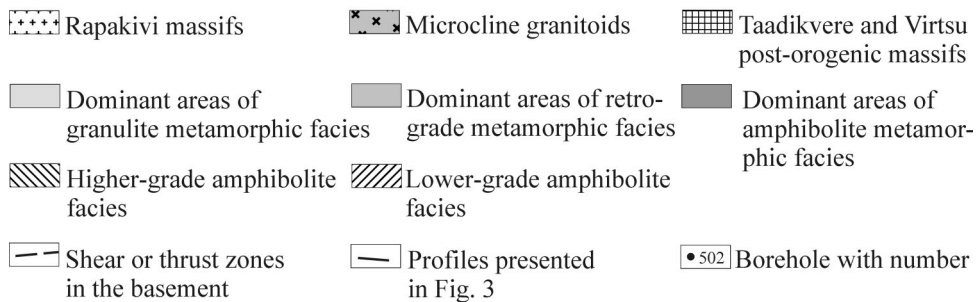 Rapakivi massifs
Microcline granitoids
Taadikvere and Virtsu
post-orogenic massifs
Dominant areas of
granulite metamorphic facies
Dominant areas of retro-
grade metamorphic facies
Dominant areas of
amphibolite metamor-
phic facies
Higher-grade amphibolite
facies
Lower-grade amphibolite
facies
Shear or thrust zones
in the basement
Profiles presented
in Fig. 3
502
Borehole with number